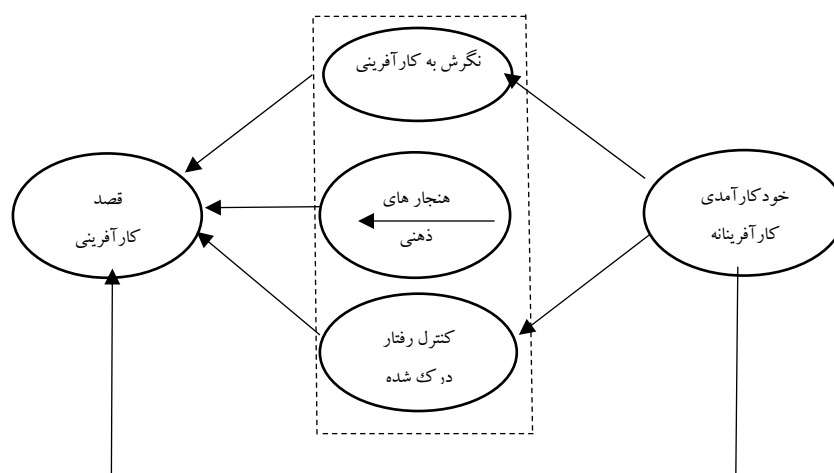 نگرش به کارآفرینی
هنجار های
ذهنی
قصد
کارآفرینی
خودکارآمدی
کارآفرینانه
کنترل رفتار
درک شده